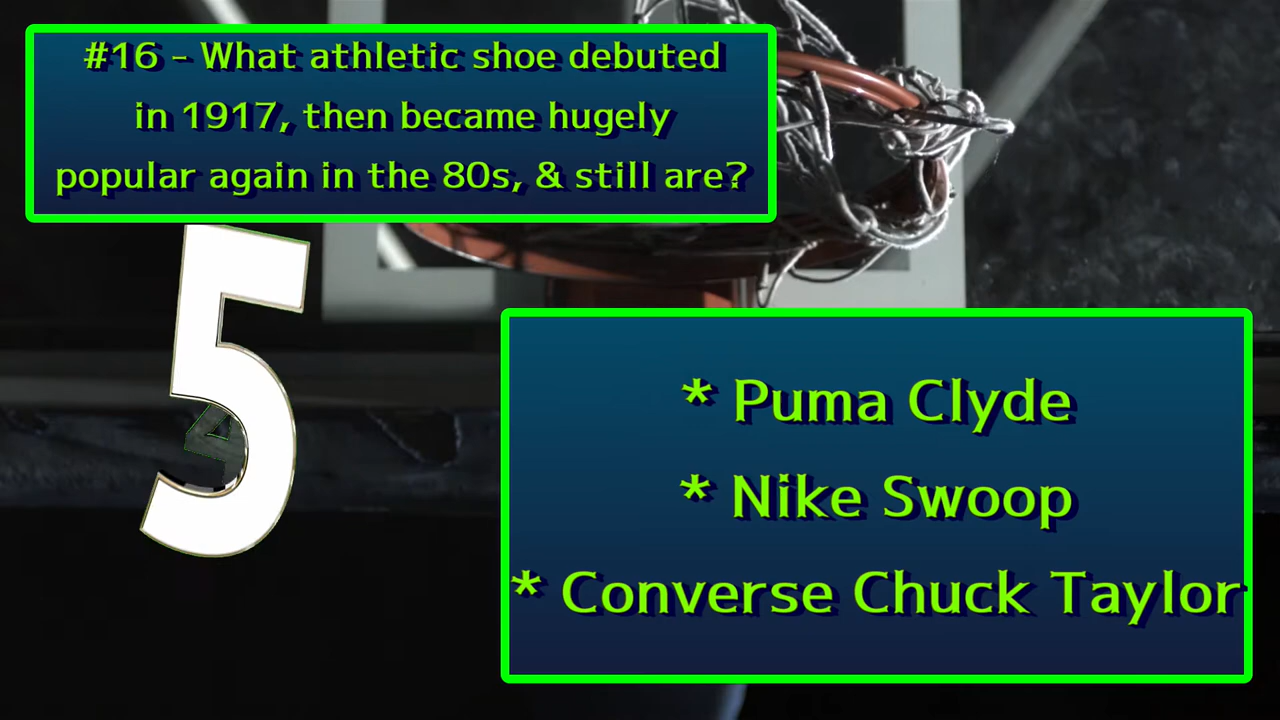 #16 - What athletic shoe debuted
in 1917, then became hugely
popular again in the 80s, & still are?
5
* Puma Clyde
* Nike Swoop
* Converse Chuck Taylor